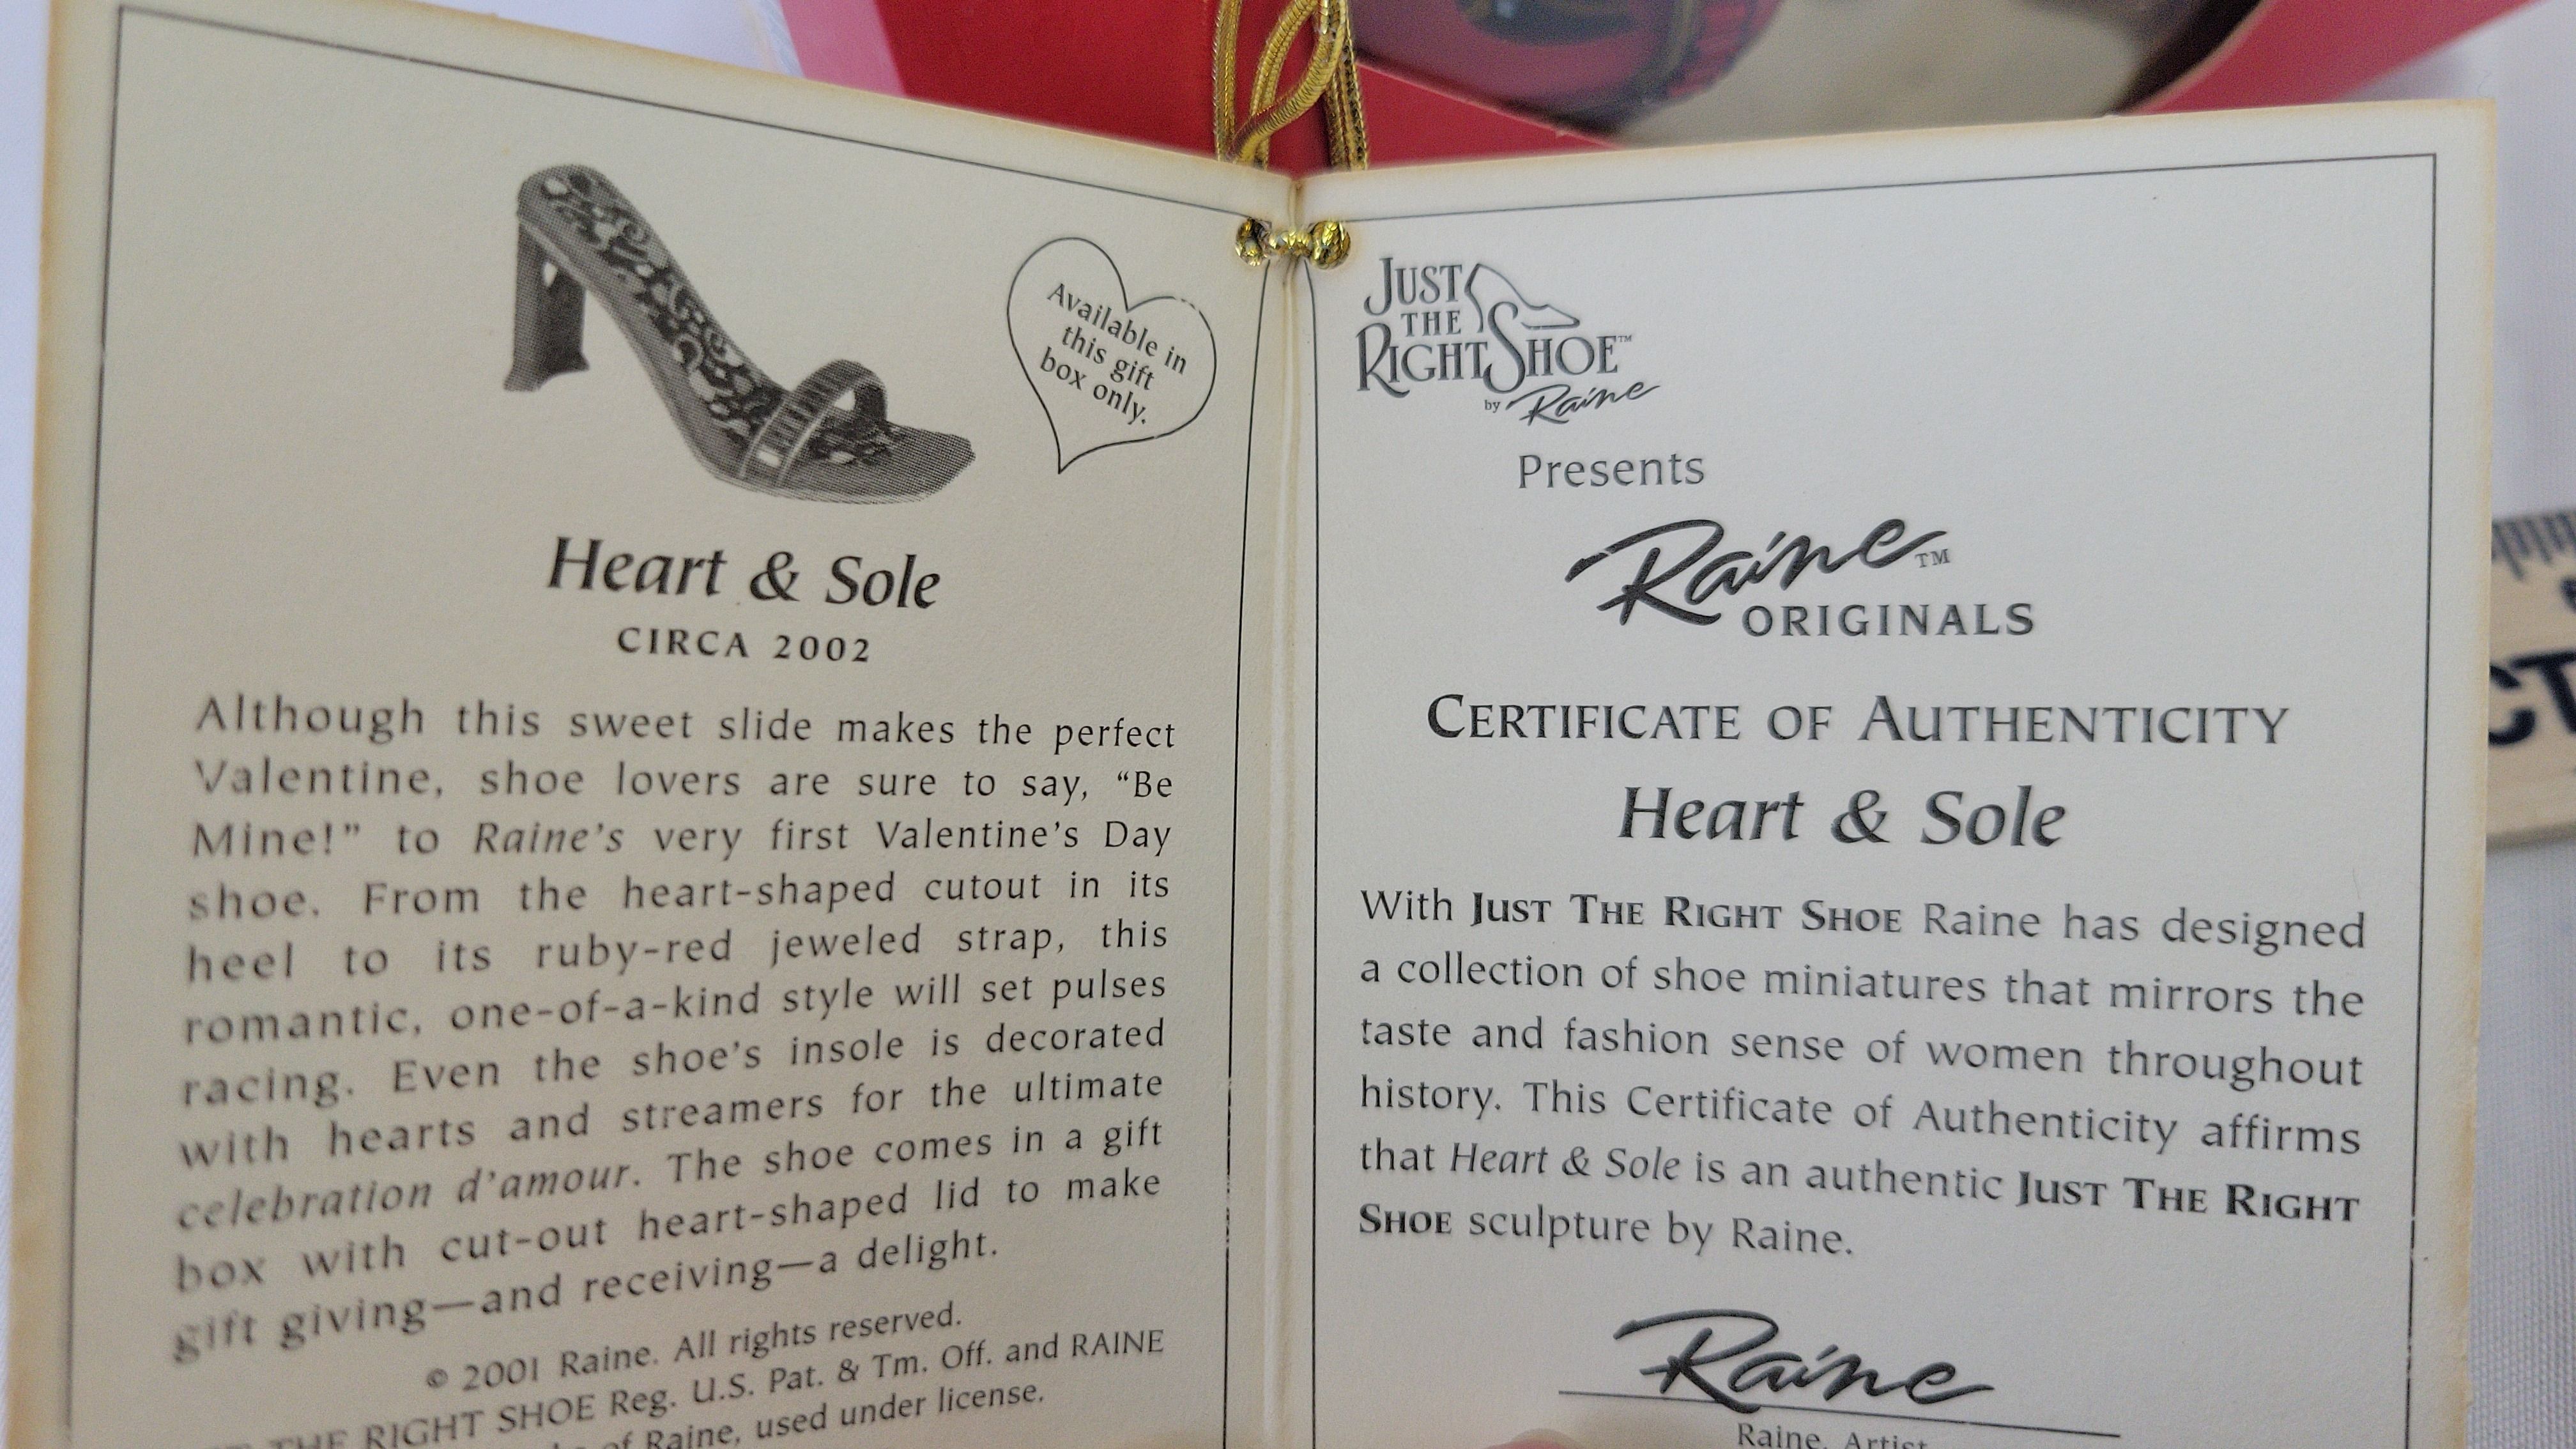 Available in
this gift
box only.
Heart & Sole
CIRCA 2002
Although this sweet slide makes the perfect
Valentine, shoe lovers are sure to say, “Be
Mine!” to Raine’s very first Valentine’s Day
shoe. From the heart-shaped cutout in its
heel to its ruby-red jeweled strap, this
romantic, one-of-a-kind style will set pulses
racing. Even the shoe’s insole is decorated
with hearts and streamers for the ultimate
celebration d’amour. The shoe comes in a gift
box with cut-out heart-shaped lid to make
gift giving—and receiving—a delight.
© 2001 Raine. All rights reserved.
THE RIGHT SHOE Reg. U.S. Pat. & Tm. Off. and RAINE
of Raine, used under license.
JUST
THE
RIGHT SHOE™
by Raine
Presents
Raine™
ORIGINALS
CERTIFICATE OF AUTHENTICITY
Heart & Sole
With JUST THE RIGHT SHOE Raine has designed
a collection of shoe miniatures that mirrors the
taste and fashion sense of women throughout
history. This Certificate of Authenticity affirms
that Heart & Sole is an authentic JUST THE RIGHT
SHOE sculpture by Raine.
Raine
Raine, Artist
CT